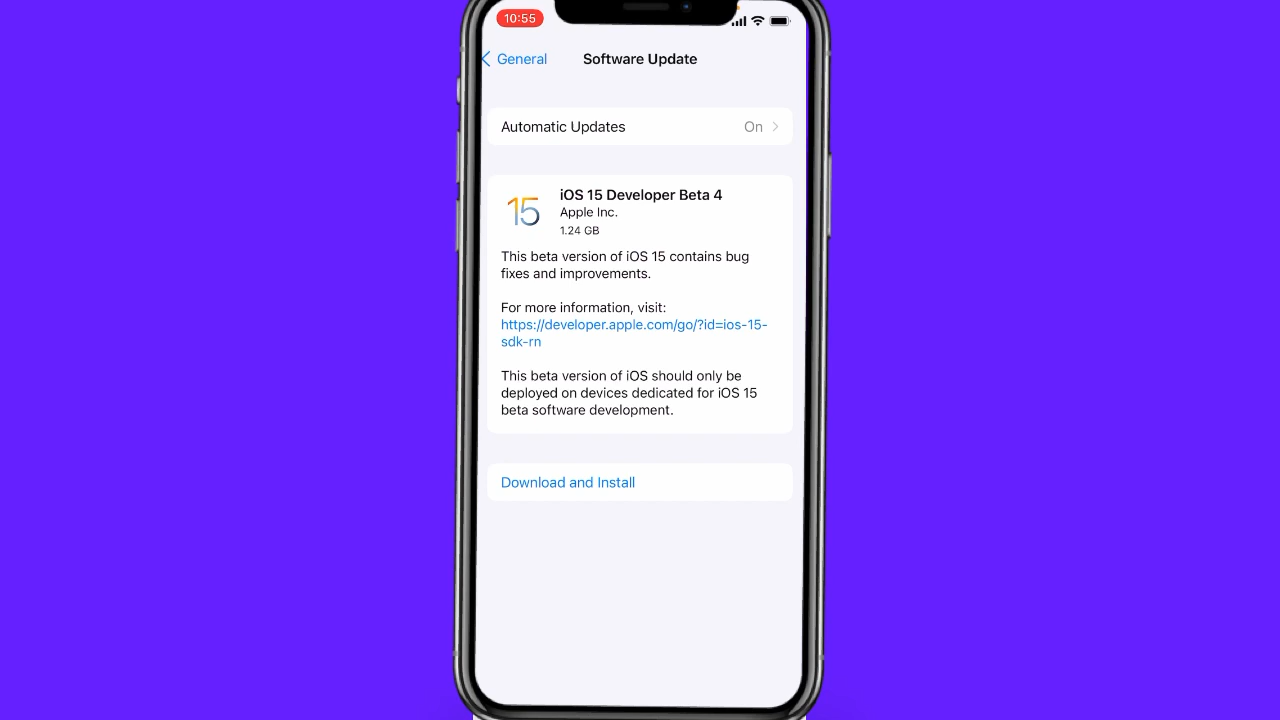 10:55
General
Software Update
Automatic Updates
On
15
iOS 15 Developer Beta 4
Apple Inc.
1.24 GB
This beta version of iOS 15 contains bug
fixes and improvements.
For more information, visit:
https://developer.apple.com/go/?id=ios-15-
sdk-rn
This beta version of iOS should only be
deployed on devices dedicated for iOS 15
beta software development.
Download and Install